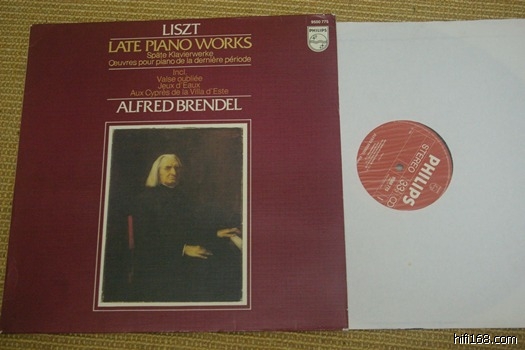 LISZT
LATE PIANO WORKS
Späte Klavierwerke
Oeuvres pour piano de la dernière période
Incl.
Valse oubliée
Jeux d'Eaux
Aux Cyprès de la Villa d'Este
ALFRED BRENDEL
PHILIPS
PHILIPS
STEREO
33
hifi168.com